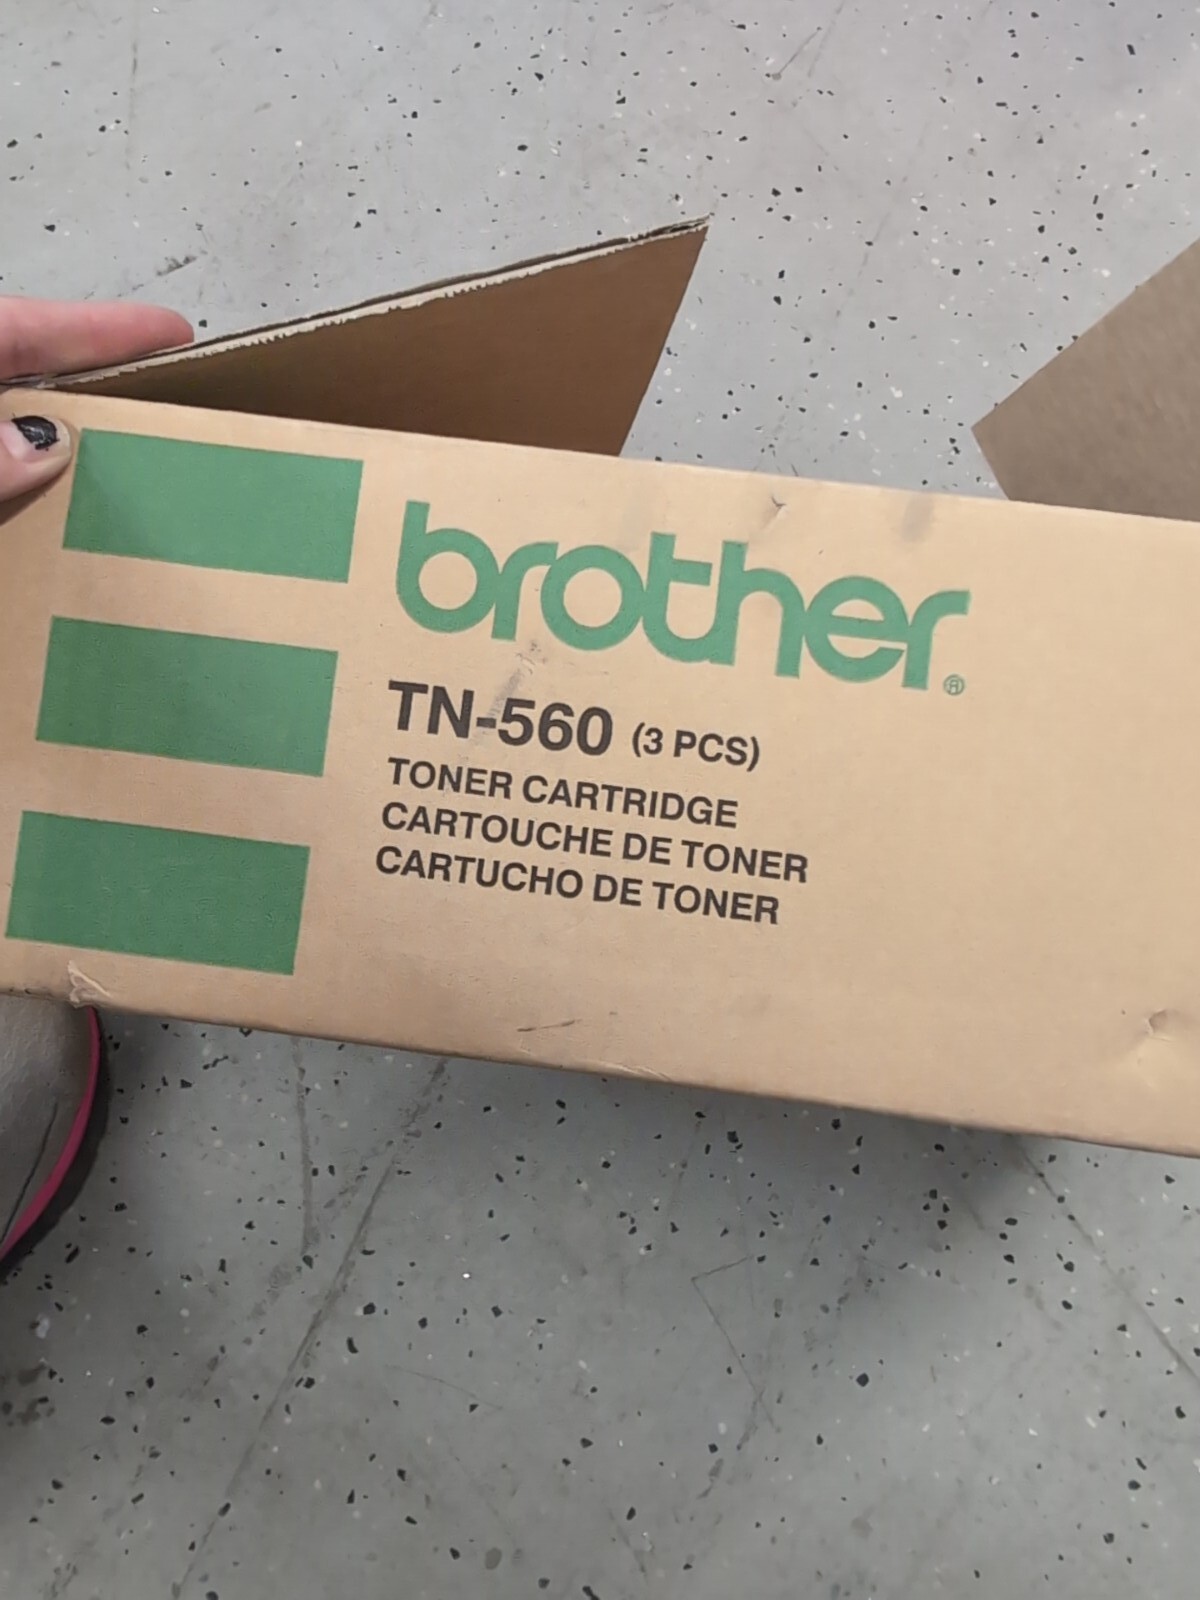 brother®
TN-560 (3 PCS)
TONER CARTRIDGE
CARTOUCHE DE TONER
CARTUCHO DE TONER